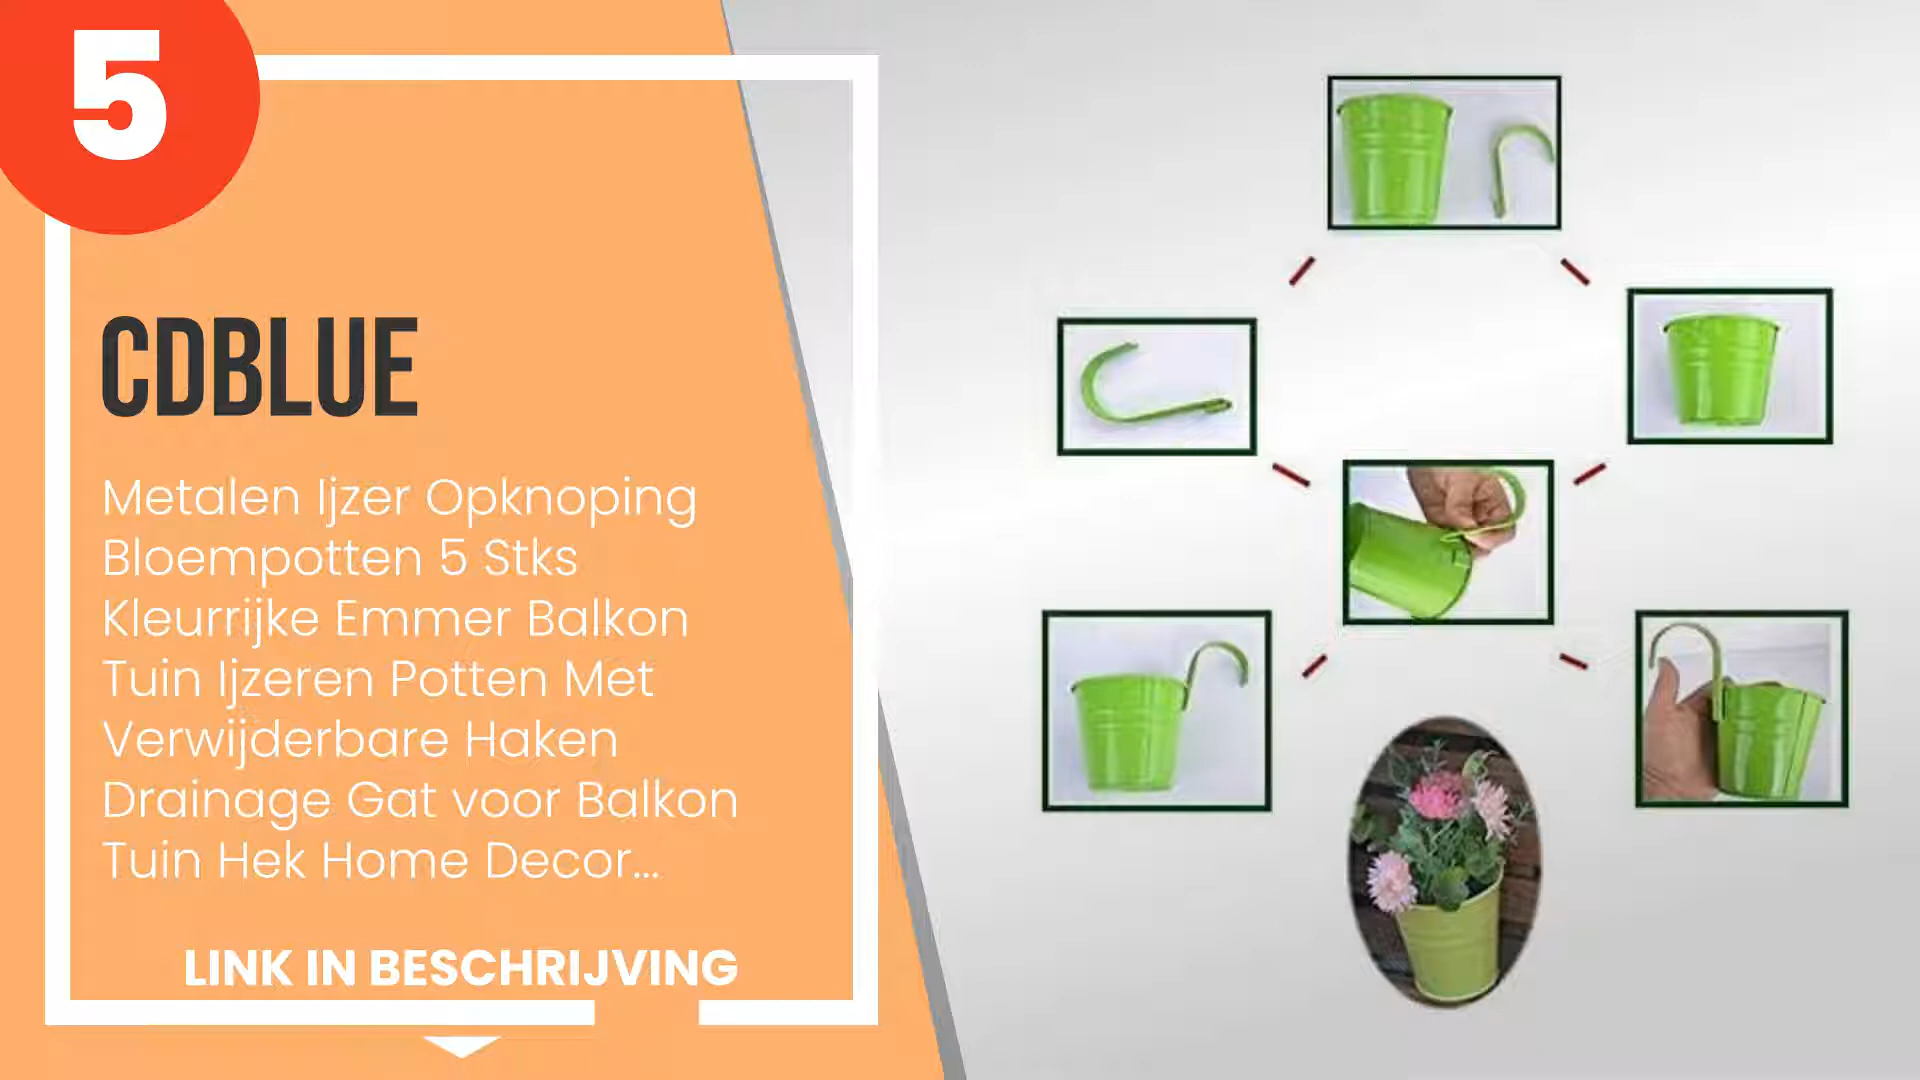 5
CDBLUE
Metalen Ijzer Opknoping
Bloempotten 5 Stks
Kleurrijke Emmer Balkon
Tuin Ijzeren Potten Met
Verwijderbare Haken
Drainage Gat voor Balkon
Tuin Hek Home Decor...
LINK IN BESCHRIJVING